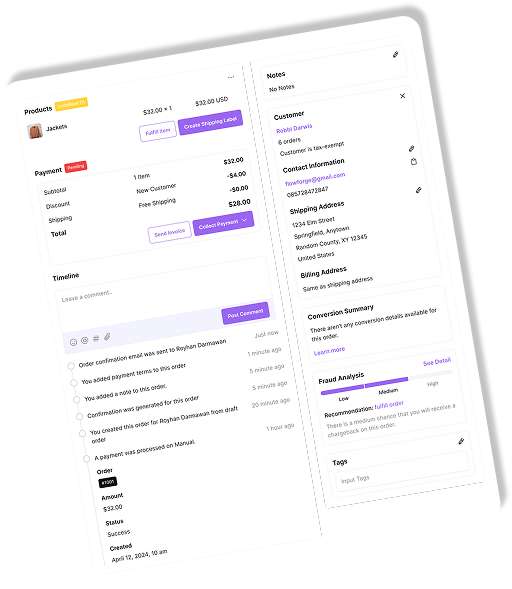 Products
Unfulfilled (1)
Jackets
$32.00 × 1
$32.00 USD
Fulfill Item
Create Shipping Label
Payment
Pending
Subtotal
1 Item
$32.00
Discount
New Customer
-$4.00
Shipping
Free Shipping
-$0.00
Total
$28.00
Send Invoice
Collect Payment
Timeline
Leave a comment..
Post Comment
Order confirmation email was sent to Royhan Darmawan
Just now
You added payment terms to this order
1 minute ago
You added a note to this order.
5 minute ago
Confirmation was generated for this order
5 minute ago
You created this order for Royhan Darmawan from draft
order
20 minute ago
A payment was processed on Manual.
1 hour ago
Order
#1001
Amount
$32.00
Status
Success
Created
April 12, 2024, 10 am
Notes
No Notes
Customer
Robbi Darwis
6 orders
Customer is tax-exempt
Contact Information
flowforge@gmail.com
085728472847
Shipping Address
1234 Elm Street
Springfield, Anytown
Random County, XY 12345
United States
Billing Address
Same as shipping address
Conversion Summary
There aren't any conversion details available for
this order.
Learn more
Fraud Analysis
See Detail
Low
Medium
High
Recommendation: fulfill order
There is a medium chance that you will receive a
chargeback on this order.
Tags
Input Tags